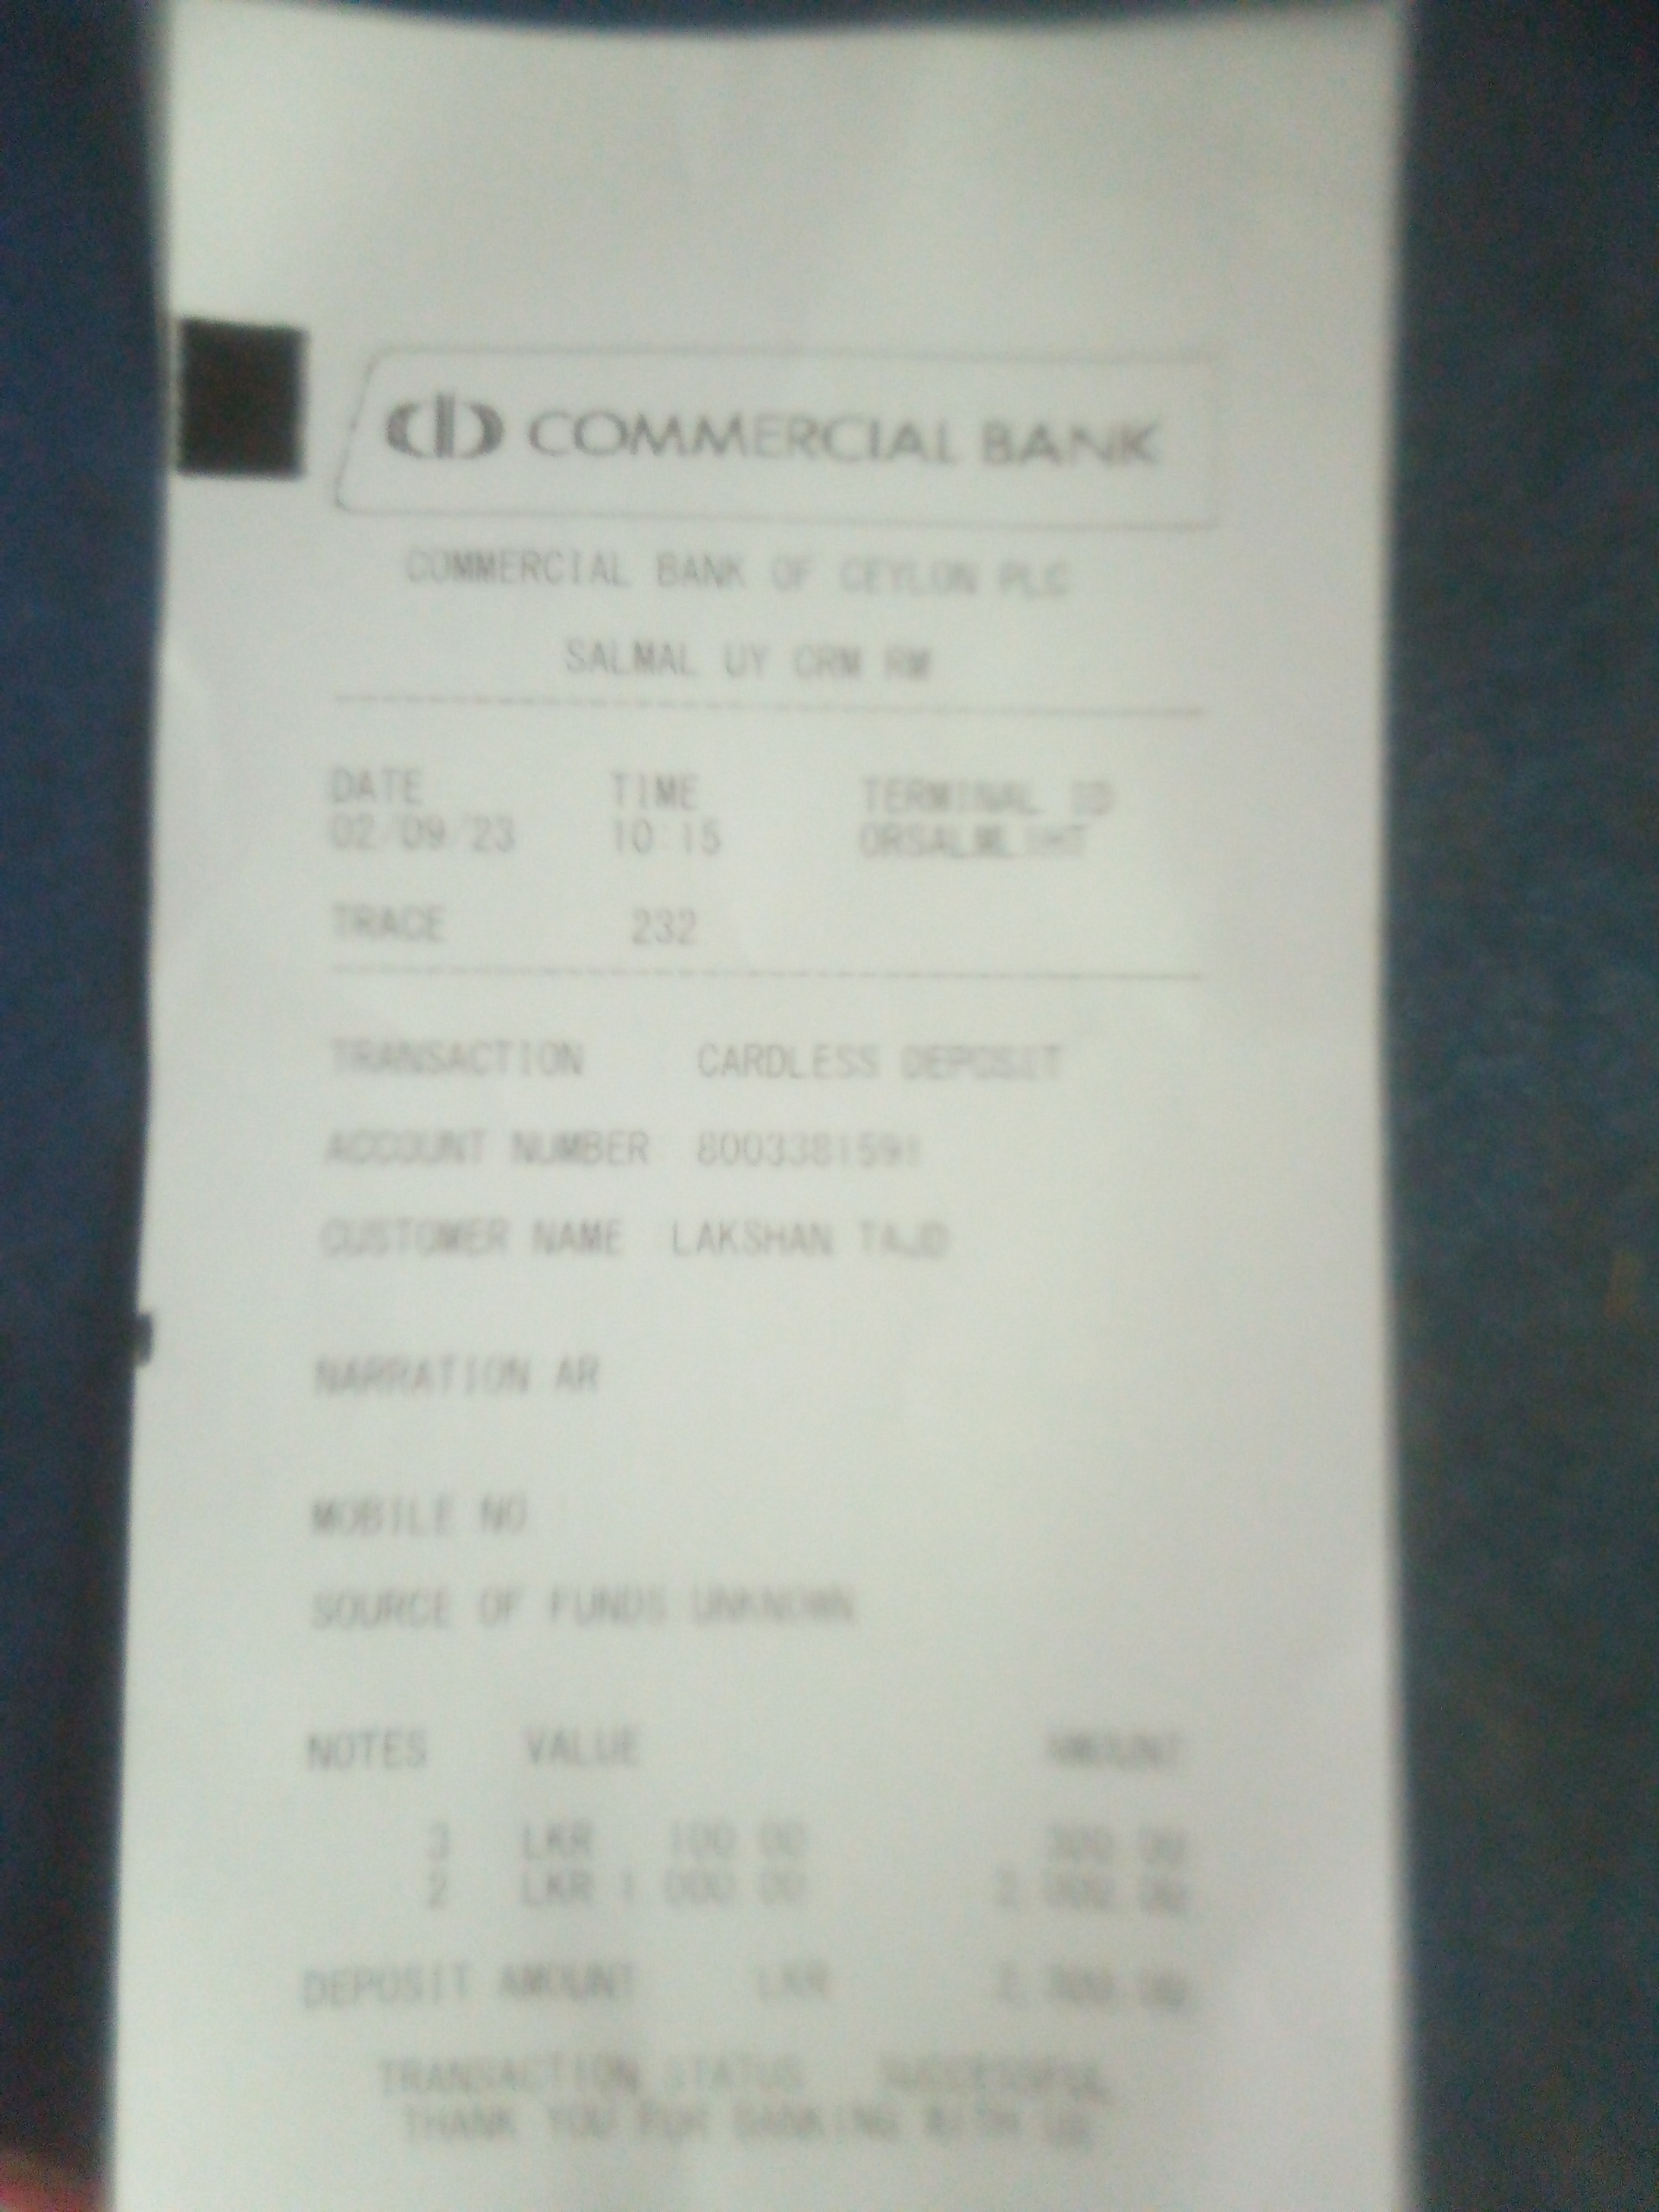 COMMERCIAL BANK
COMMERCIAL BANK OF CEYLON PLC
SALMAL UY CRM RM
DATE TIME TERMINAL ID
02/09/23 10:15
TRACE 232
TRANSACTION CARDLESS DEPOSIT
ACCOUNT NUMBER 8003381591
CUSTOMER NAME LAKSHAN TAJD
NARRATION AR
MOBILE NO
SOURCE OF FUNDS UNKNOWN
NOTES VALUE AMOUNT
3 LKR 100.00 300.00
2 LKR 1,000.00 2,000.00
DEPOSIT AMOUNT LKR 2,300.00
TRANSACTION STATUS SUCCESSFUL
THANK YOU FOR BANKING WITH US